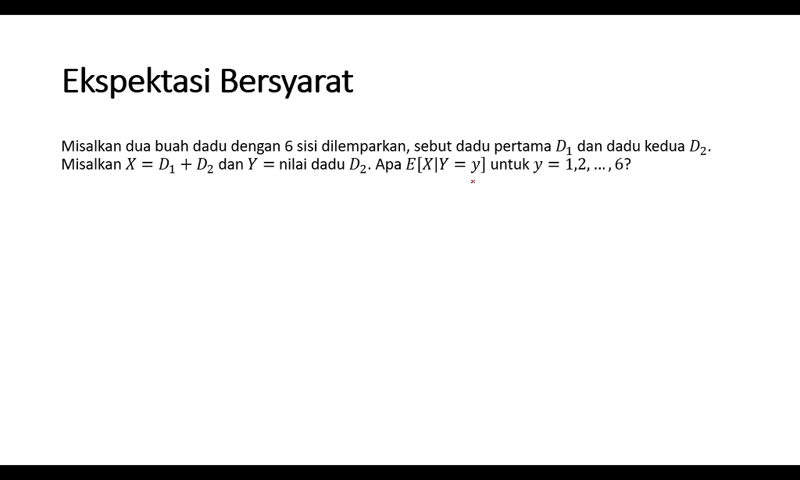 Ekspektasi Bersyarat
Misalkan dua buah dadu dengan 6 sisi dilemparkan, sebut dadu pertama D₁ dan dadu kedua D₂.
Misalkan X = D₁ + D₂ dan Y = nilai dadu D₂. Apa E[X|Y = y] untuk y = 1,2, … , 6?